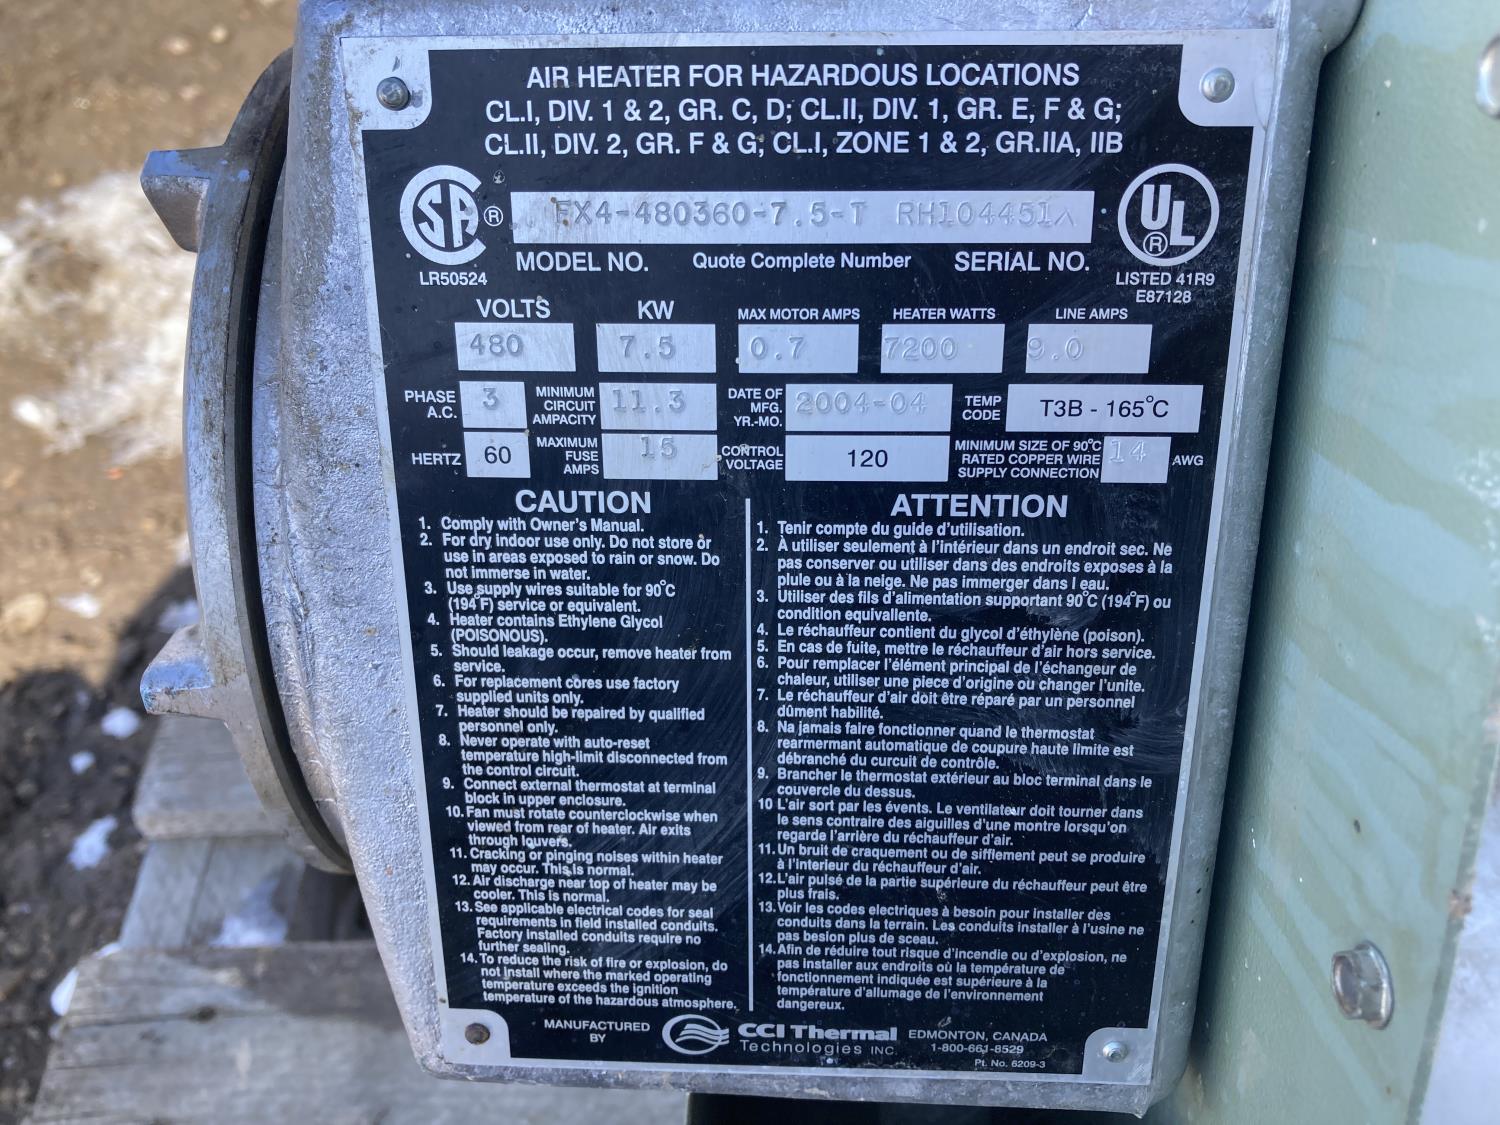 AIR HEATER FOR HAZARDOUS LOCATIONS
CL.I, DIV. 1 & 2, GR. C, D; CL.II, DIV. 1, GR. E, F & G;
CL.II, DIV. 2, GR. F & G; CL.I, ZONE 1 & 2, GR.IIA, IIB
SA ® FX4-480360-7.5-T RH104451 UL ®
LR50524 MODEL NO. Quote Complete Number SERIAL NO. LISTED 41R9
E87128
VOLTS KW MAX MOTOR AMPS HEATER WATTS LINE AMPS
480 7.5 0.7 7200 9.0
PHASE A.C. 3 MINIMUM CIRCUIT AMPACITY 11.3 DATE OF MFG. YR.-MO. 2004-04 TEMP CODE T3B - 165°C
HERTZ 60 MAXIMUM FUSE AMPS 15 CONTROL VOLTAGE 120 MINIMUM SIZE OF 90°C RATED COPPER WIRE SUPPLY CONNECTION 14 AWG
CAUTION
1. Comply with Owner's Manual.
2. For dry indoor use only. Do not store or
use in areas exposed to rain or snow. Do
not immerse in water.
3. Use supply wires suitable for 90°C
(194°F) service or equivalent.
4. Heater contains Ethylene Glycol
(POISONOUS).
5. Should leakage occur, remove heater from
service.
6. For replacement cores use factory
supplied units only.
7. Heater should be repaired by qualified
personnel only.
8. Never operate with auto-reset
temperature high-limit disconnected from
the control circuit.
9. Connect external thermostat at terminal
block in upper enclosure.
10. Fan must rotate counterclockwise when
viewed from rear of heater. Air exits
through louvers.
11. Cracking or pinging noises within heater
may occur. This is normal.
12. Air discharge near top of heater may be
cooler. This is normal.
13. See applicable electrical codes for seal
requirements in field installed conduits.
Factory installed conduits require no
further sealing.
14. To reduce the risk of fire or explosion, do
not install where the marked operating
temperature exceeds the ignition
temperature of the hazardous atmosphere.
ATTENTION
1. Tenir compte du guide d'utilisation.
2. À utiliser seulement à l'intérieur dans un endroit sec. Ne
pas conserver ou utiliser dans des endroits exposes à la
plule ou à la neige. Ne pas immerger dans l eau.
3. Utiliser des fils d'alimentation supportant 90°C (194°F) ou
condition equivallente.
4. Le réchauffeur contient du glycol d'éthylène (poison).
5. En cas de fuite, mettre le réchauffeur d'air hors service.
6. Pour remplacer l'élément principal de l'échangeur de
chaleur, utiliser une piece d'origine ou changer l'unite.
7. Le réchauffeur d'air doit être réparé par un personnel
dûment habilité.
8. Na jamais faire fonctionner quand le thermostat
rearmermant automatique de coupure haute limite est
débranché du curcuit de contrôle.
9. Brancher le thermostat extérieur au bloc terminal dans le
couvercle du dessus.
10 L'air sort par les évents. Le ventilateur doit tourner dans
le sens contraire des aiguilles d'une montre lorsqu'on
regarde l'arrière du réchauffeur d'air.
11. Un bruit de craquement ou de sifflement peut se produire
à l'interieur du réchauffeur d'air.
12. L'air pulsé de la partie supérieure du réchauffeur peut être
plus frais.
13. Voir les codes electriques à besoin pour installer des
conduits dans la terrain. Les conduits installer à l'usine ne
pas besion plus de sceau.
14. Afin de réduire tout risque d'incendie ou d'explosion, ne
pas installer aux endroits où la température de
fonctionnement indiquée est supérieure à la
température d'allumage de l'environnement
dangereux.
MANUFACTURED BY CCI Thermal Technologies INC. EDMONTON, CANADA
1-800-661-8529
Pt. No. 6209-3